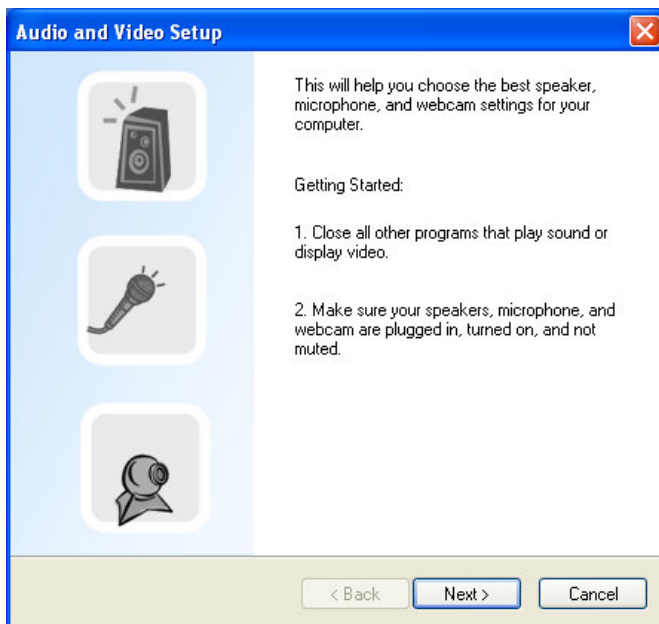 Audio and Video Setup
This will help you choose the best speaker,
microphone, and webcam settings for your
computer.
Getting Started:
1. Close all other programs that play sound or
display video.
2. Make sure your speakers, microphone, and
webcam are plugged in, turned on, and not
muted.
< Back Next > Cancel